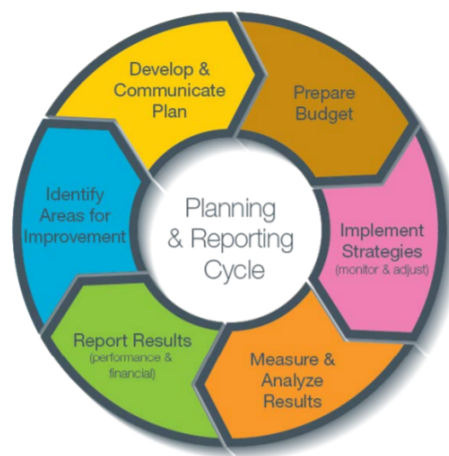 Develop &
Communicate
Plan
Prepare
Budget
Implement
Strategies
(monitor & adjust)
Measure &
Analyze
Results
Report Results
(performance &
financial)
Identify
Areas for
Improvement
Planning
& Reporting
Cycle